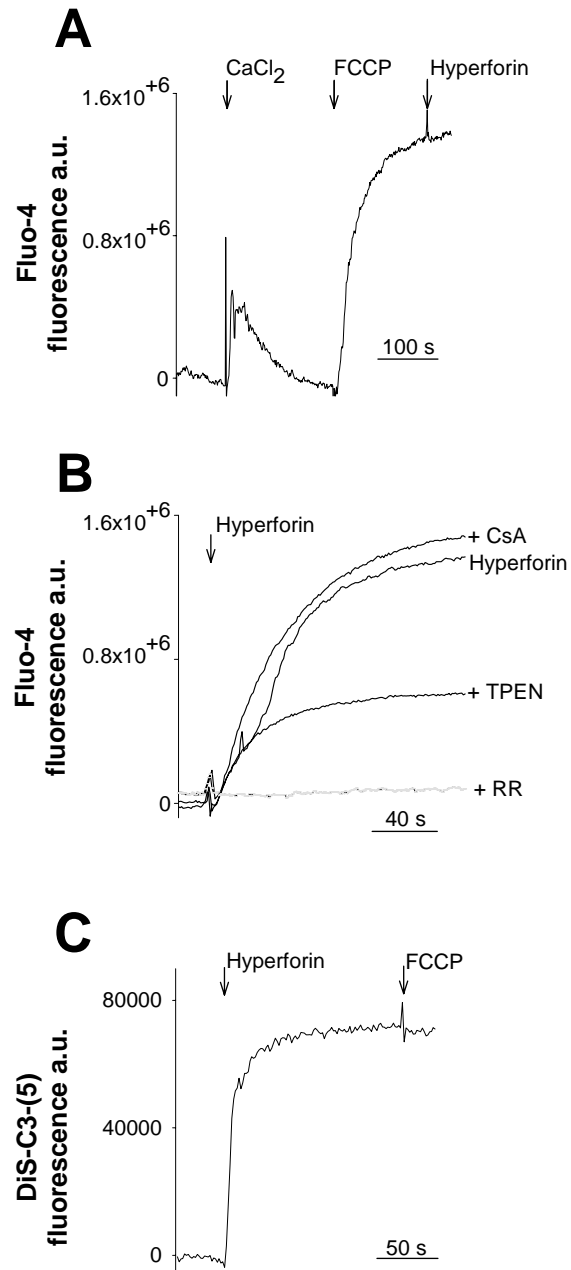 A
CaCl2 FCCP Hyperforin
1.6x10+6
0.8x10+6
0
Fluo-4
fluorescence a.u.
100 s
B
Hyperforin
1.6x10+6
0.8x10+6
0
Fluo-4
fluorescence a.u.
+ CsA
Hyperforin
+ TPEN
+ RR
40 s
C
Hyperforin FCCP
80000
40000
0
DiS-C3-(5)
fluorescence a.u.
50 s